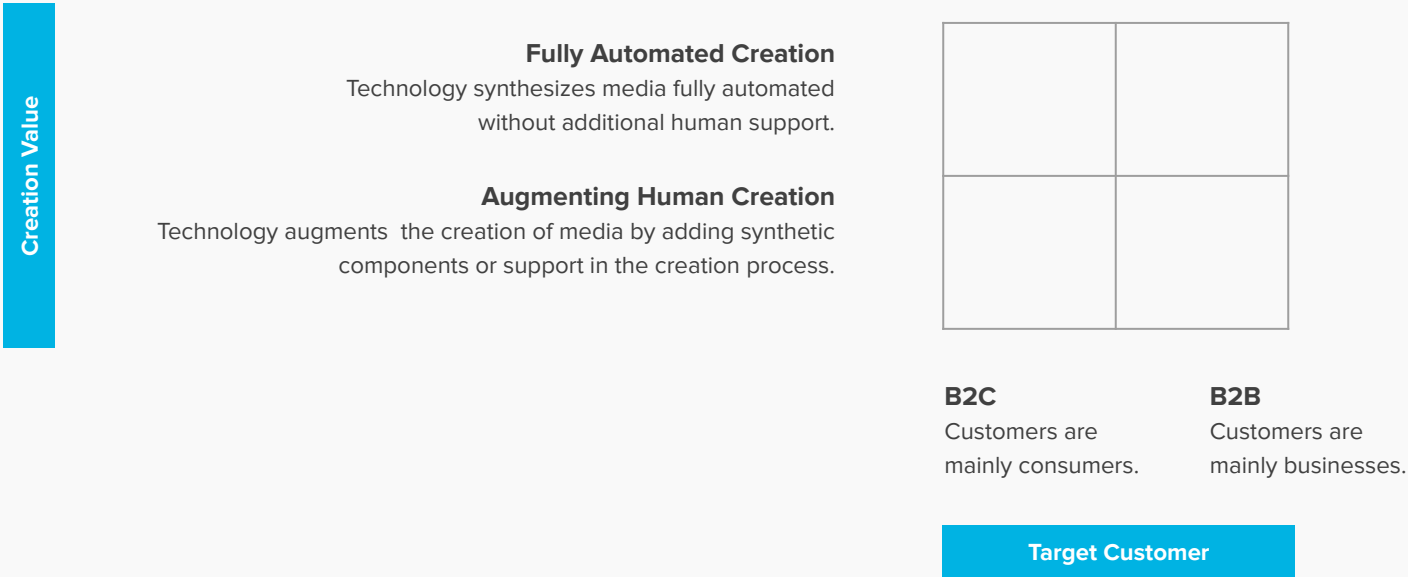 Creation Value
Fully Automated Creation
Technology synthesizes media fully automated
without additional human support.
Augmenting Human Creation
Technology augments  the creation of media by adding synthetic
components or support in the creation process.
B2C
Customers are
mainly consumers.
B2B
Customers are
mainly businesses.
Target Customer